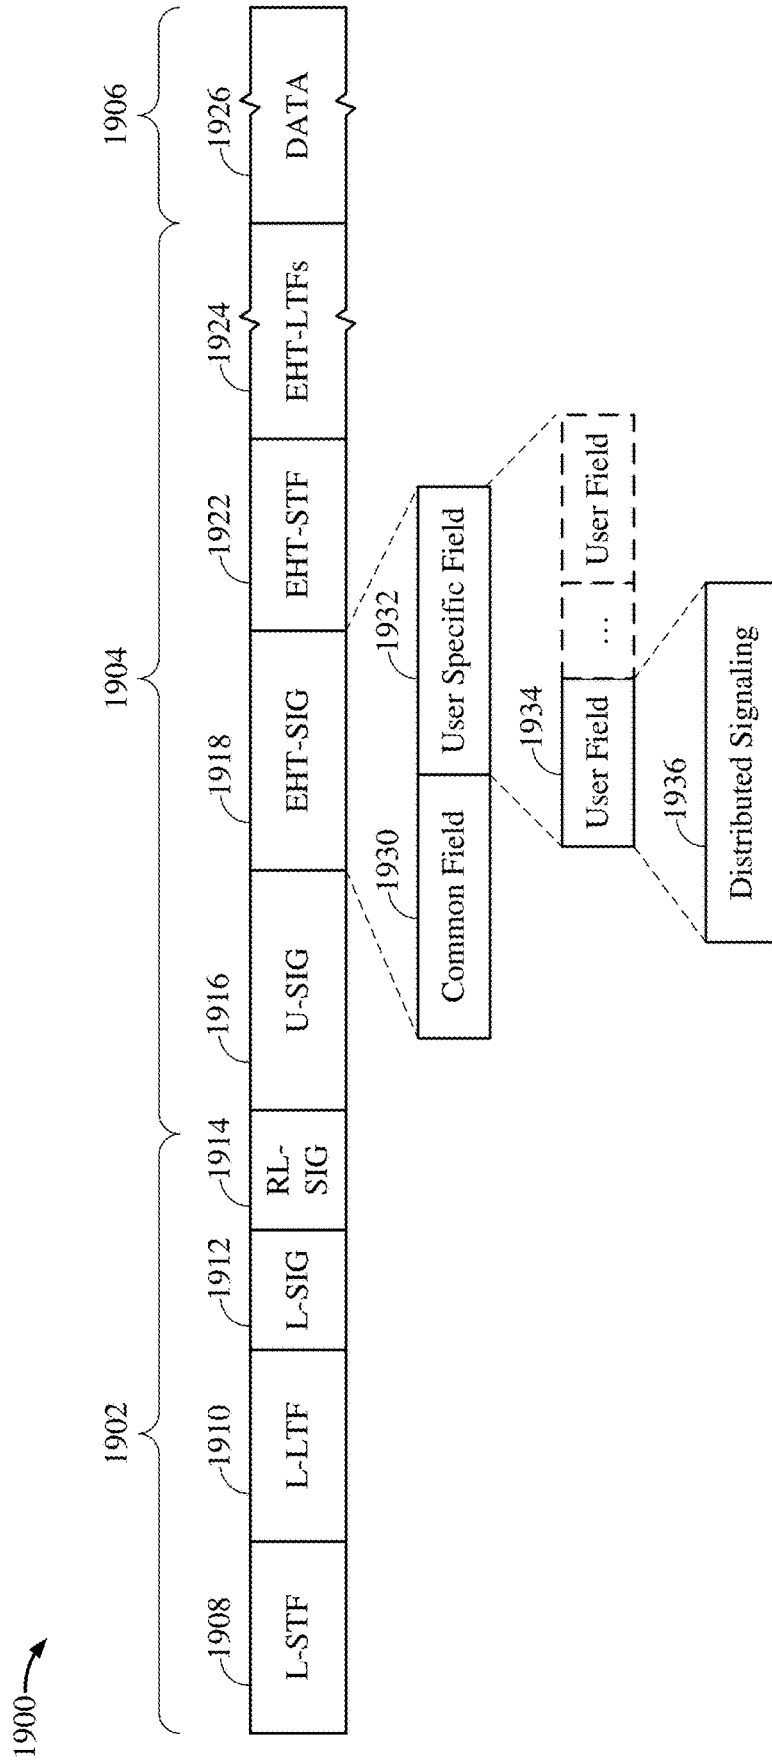 1900
1902
1904
1906
1908
1910
1912
1914
1916
1918
1922
1924
1926
L-STF
L-LTF
L-SIG
RL-
SIG
U-SIG
EHT-SIG
EHT-STF
EHT-LTFs
DATA
1930
1932
Common Field
User Specific Field
1934
User Field
...
User Field
1936
Distributed Signaling